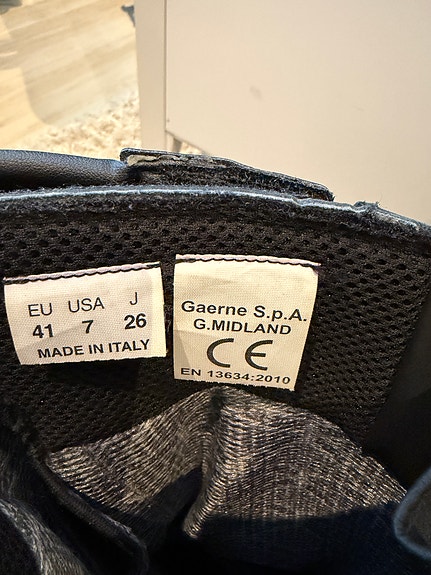 EU USA J
41 7 26
MADE IN ITALY
Gaerne S.p.A.
G.MIDLAND
CE
EN 13634:2010